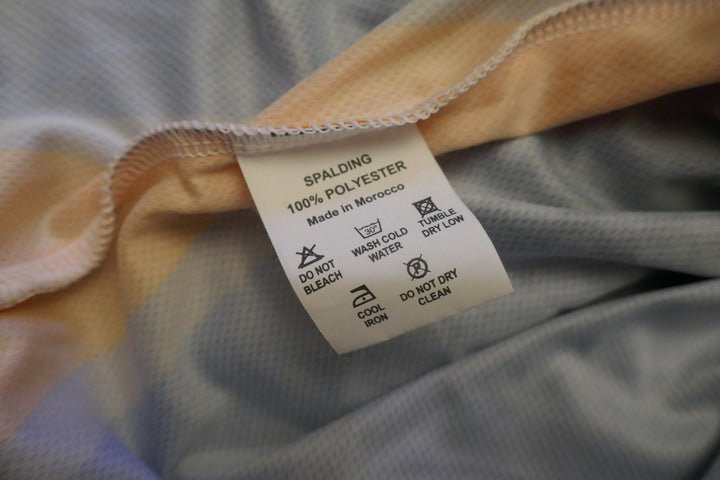 SPALDING
100% POLYESTER
Made in Morocco
DO NOT
BLEACH
30°
WASH COLD
WATER
TUMBLE
DRY LOW
COOL
IRON
P
DO NOT DRY
CLEAN